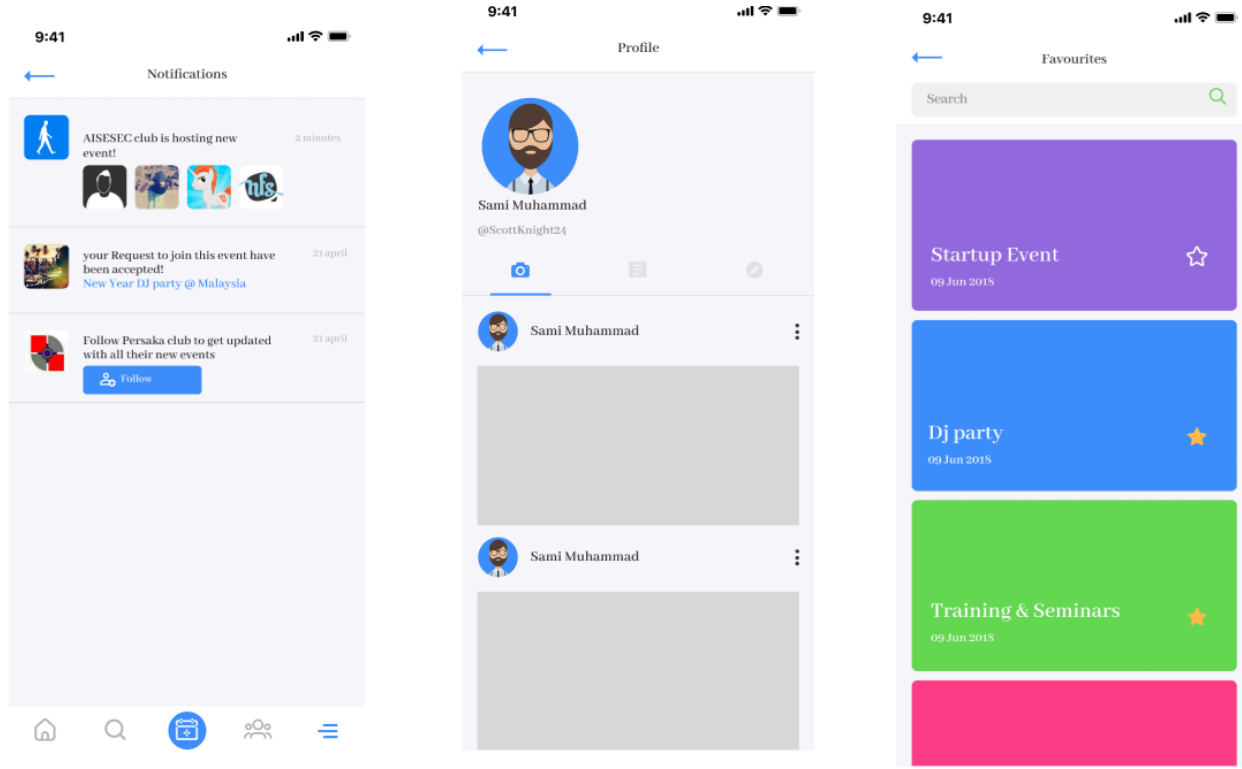 9:41
Notifications
AISESEC club is hosting new
event!
2 minutes
nfs
your Request to join this event have
been accepted!
21 april
New Year DJ party @ Malaysia
Follow Persaka club to get updated
with all their new events
21 april
Follow
9:41
Profile
Sami Muhammad
@ScottKnight24
Sami Muhammad
Sami Muhammad
9:41
Favourites
Search
Startup Event
09 Jun 2018
Dj party
09 Jun 2018
Training & Seminars
09 Jun 2018